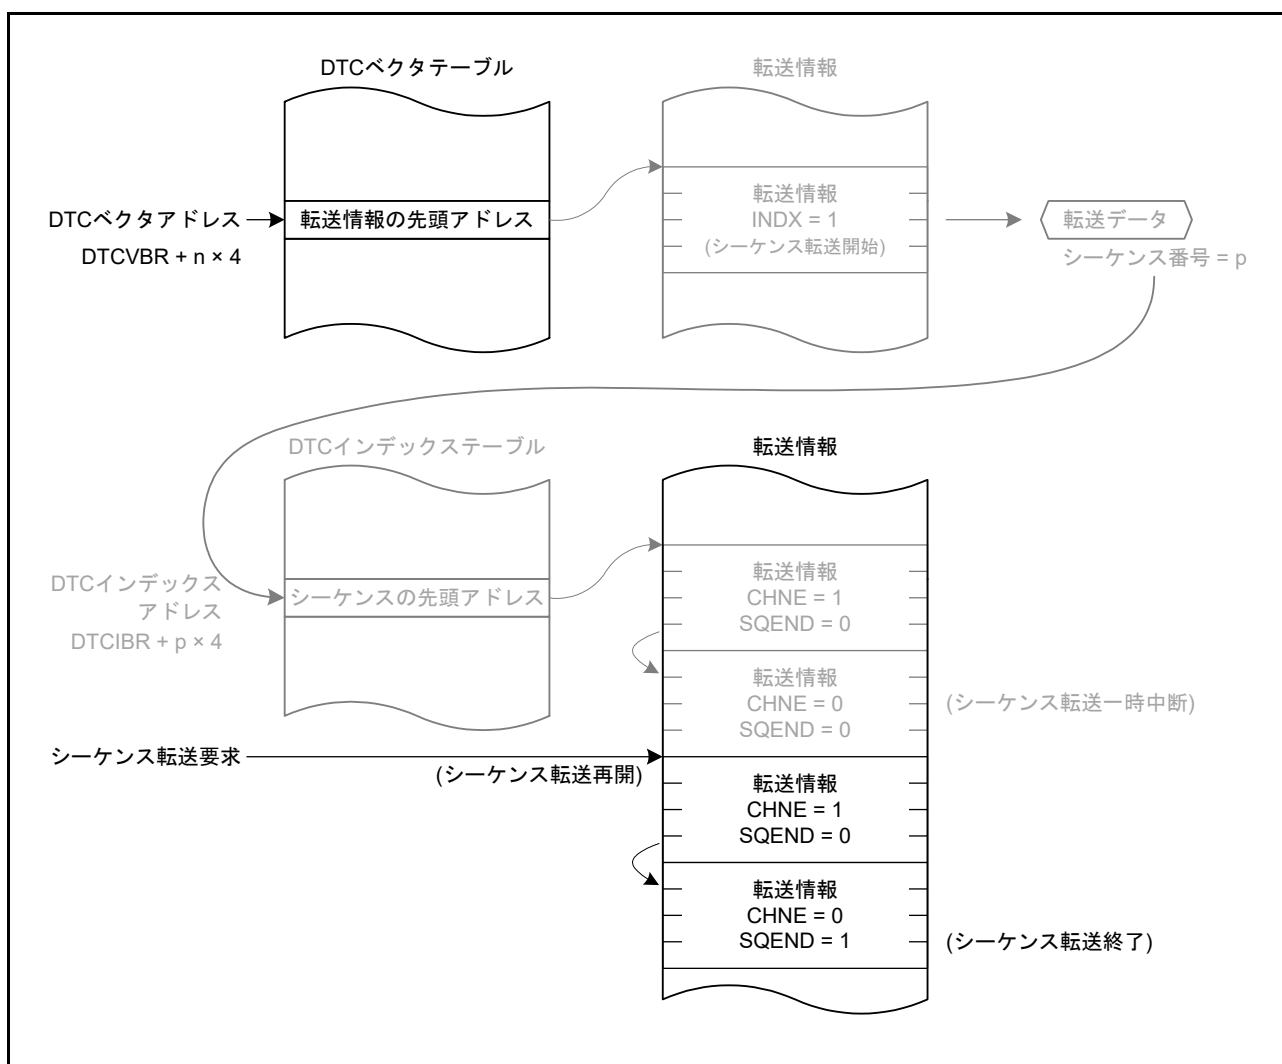 DTCベクタテーブル
転送情報
DTCベクタアドレス
DTCVBR + n × 4
転送情報の先頭アドレス
転送情報
INDX = 1
(シーケンス転送開始)
転送データ
シーケンス番号 = p
DTCインデックステーブル
転送情報
DTCインデックス
アドレス
DTCIBR + p × 4
シーケンスの先頭アドレス
転送情報
CHNE = 1
SQEND = 0
転送情報
CHNE = 0
SQEND = 0
(シーケンス転送一時中断)
シーケンス転送要求
(シーケンス転送再開)
転送情報
CHNE = 1
SQEND = 0
転送情報
CHNE = 0
SQEND = 1
(シーケンス転送終了)